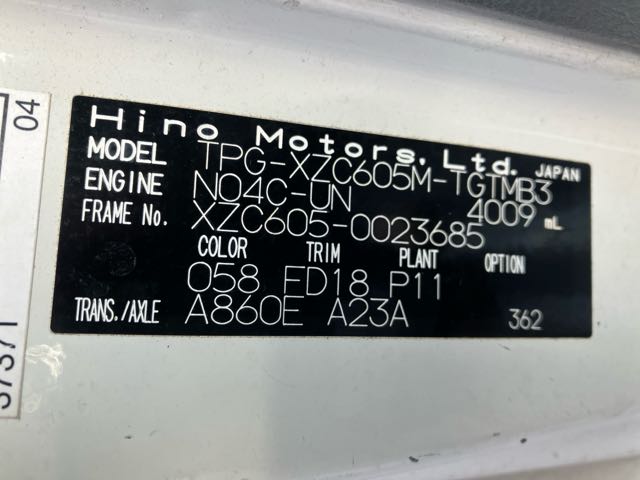 Hino Motors, Ltd. JAPAN
MODEL TPG-XZC605M-TGTMB3
ENGINE N04C-UN 4009 mL
FRAME No. XZC605-0023685
COLOR TRIM PLANT OPTION
058 FD18 P11
TRANS./AXLE A860E A23A 362
04
57371